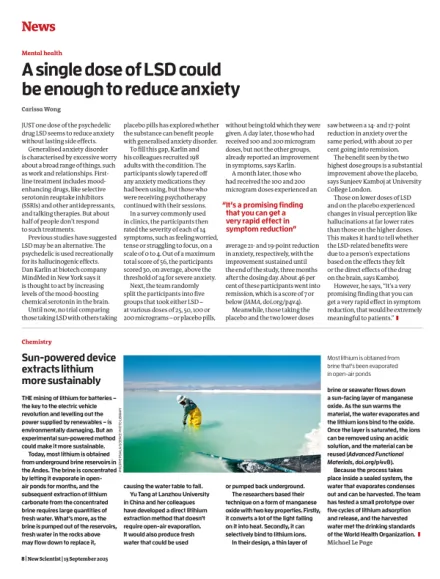 News
Mental health
A single dose of LSD could
be enough to reduce anxiety
Carissa Wong
JUST one dose of the psychedelic
drug LSD seems to reduce anxiety
without lasting side effects.
Generalised anxiety disorder
is characterised by excessive worry
about a broad range of things, such
as work and relationships. First-
line treatment includes mood-
enhancing drugs, like selective
serotonin reuptake inhibitors
(SSRIs) and other antidepressants,
and talking therapies. But about
half of people don't respond
to such treatments.
Previous studies have suggested
LSD may be an alternative. The
psychedelic is used recreationally
for its hallucinogenic effects.
Dan Karlin at biotech company
MindMed in New York says it
is thought to act by increasing
levels of the mood-boosting
chemical serotonin in the brain.
Until now, no trial comparing
those taking LSD with others taking
placebo pills has explored whether
the substance can benefit people
with generalised anxiety disorder.
To fill this gap, Karlin and
his colleagues recruited 198
adults with the condition. The
participants slowly tapered off
any anxiety medications they
had been using, but those who
were receiving psychotherapy
continued with their sessions.
In a survey commonly used
in clinics, the participants then
rated the severity of each of 14
symptoms, such as feeling worried,
tense or struggling to focus, on a
scale of 0 to 4. Out of a maximum
total score of 56, the participants
scored 30, on average, above the
threshold of 24 for severe anxiety.
Next, the team randomly
split the participants into five
groups that took either LSD –
at various doses of 25, 50, 100 or
200 micrograms – or placebo pills,
without being told which they were
given. A day later, those who had
received 100 and 200 microgram
doses, but not the other groups,
already reported an improvement
in symptoms, says Karlin.
A month later, those who
had received the 100 and 200
microgram doses experienced an
"It's a promising finding
that you can get a
very rapid effect in
symptom reduction"
average 21- and 19-point reduction
in anxiety, respectively, with the
improvement sustained until
the end of the study, three months
after the dosing day. About 46 per
cent of these participants went into
remission, which is a score of 7 or
below (JAMA, doi.org/p4r4).
Meanwhile, those taking the
placebo and the two lower doses
saw between a 14- and 17-point
reduction in anxiety over the
same period, with about 20 per
cent going into remission.
The benefit seen by the two
highest dose groups is a substantial
improvement above the placebo,
says Sunjeev Kamboj at University
College London.
Those on lower doses of LSD
and on the placebo experienced
changes in visual perception like
hallucinations at far lower rates
than those on the higher doses.
This makes it hard to tell whether
the LSD-related benefits were
due to a person's expectations
based on the effects they felt
or the direct effects of the drug
on the brain, says Kamboj.
However, he says, "It's a very
promising finding that you can
get a very rapid effect in symptom
reduction, that would be extremely
meaningful to patients."
Chemistry
Sun-powered device
extracts lithium
more sustainably
THE mining of lithium for batteries –
the key to the electric vehicle
revolution and levelling out the
power supplied by renewables – is
environmentally damaging. But an
experimental sun-powered method
could make it more sustainable.
Today, most lithium is obtained
from underground brine reservoirs in
the Andes. The brine is concentrated
by letting it evaporate in open-
air ponds for months, and the
subsequent extraction of lithium
carbonate from the concentrated
brine requires large quantities of
fresh water. What's more, as the
brine is pumped out of the reservoirs,
fresh water in the rocks above
may flow down to replace it,
causing the water table to fall.
Yu Tang at Lanzhou University
in China and her colleagues
have developed a direct lithium
extraction method that doesn't
require open-air evaporation.
It would also produce fresh
water that could be used
or pumped back underground.
The researchers based their
technique on a form of manganese
oxide with two key properties. Firstly,
it converts a lot of the light falling
on it into heat. Secondly, it can
selectively bind to lithium ions.
In their design, a thin layer of
Most lithium is obtained from
brine that's been evaporated
in open-air ponds
brine or seawater flows down
a sun-facing layer of manganese
oxide. As the sun warms the
material, the water evaporates and
the lithium ions bind to the oxide.
Once the layer is saturated, the ions
can be removed using an acidic
solution, and the material can be
reused (Advanced Functional
Materials, doi.org/p4v8).
Because the process takes
place inside a sealed system, the
water that evaporates condenses
out and can be harvested. The team
has tested a small prototype over
five cycles of lithium adsorption
and release, and the harvested
water met the drinking standards
of the World Health Organization.
Michael Le Page
8 | New Scientist | 13 September 2025